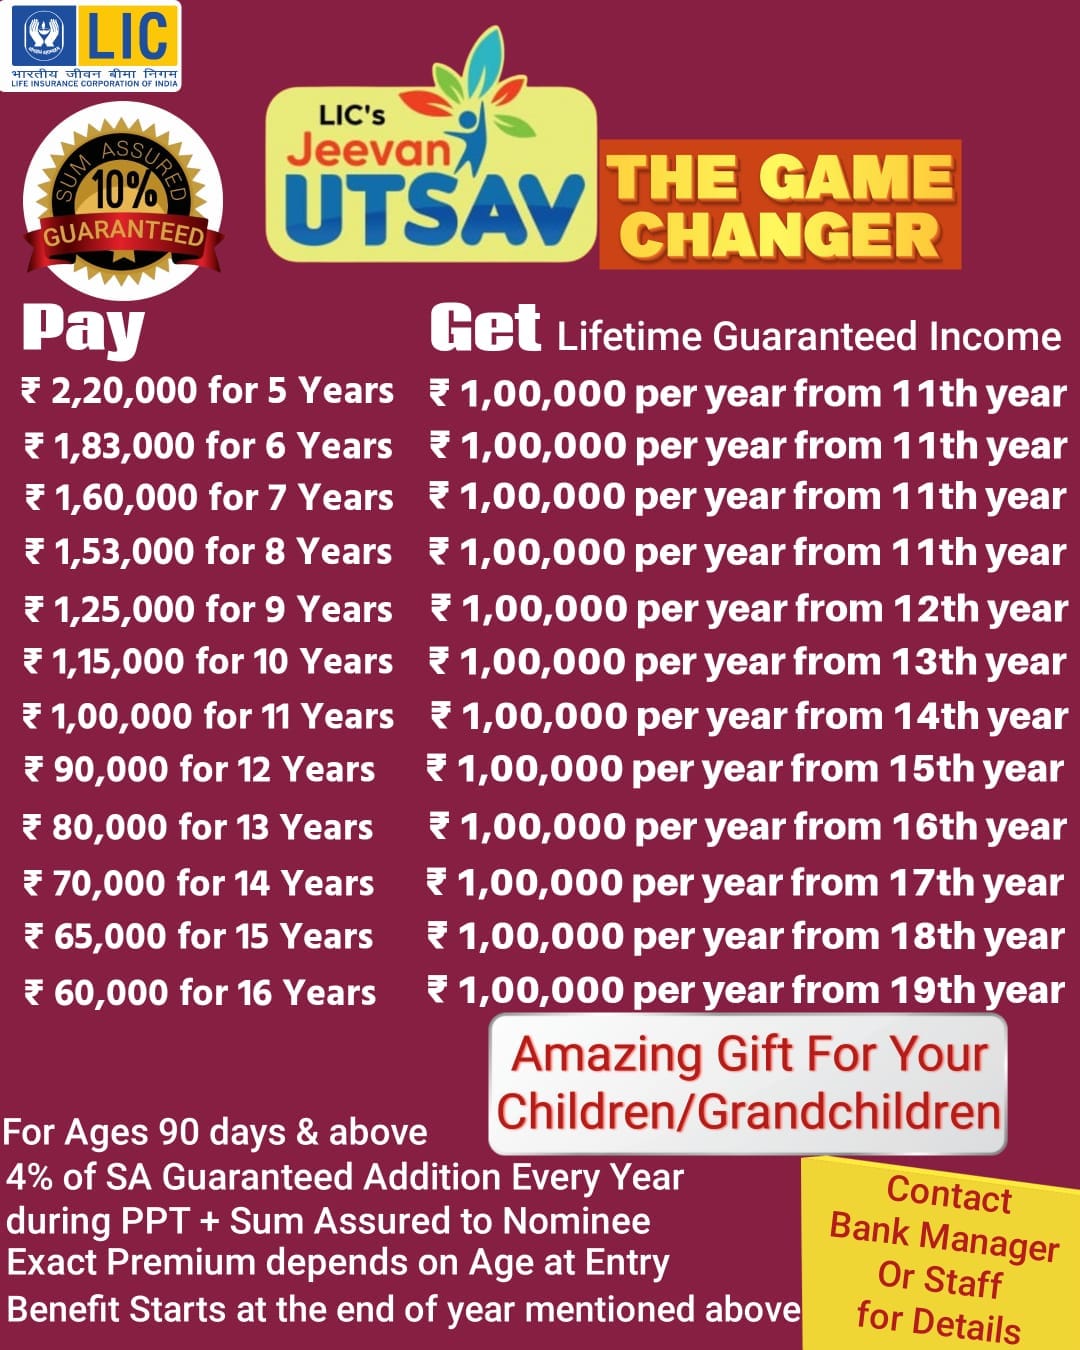 LIC
भारतीय जीवन बीमा निगम
LIFE INSURANCE CORPORATION OF INDIA
SUM ASSURED
10%
GUARANTEED
LIC's
Jeevan
UTSAV
THE GAME
CHANGER
Pay
Get Lifetime Guaranteed Income
₹ 2,20,000 for 5 Years ₹ 1,00,000 per year from 11th year
₹ 1,83,000 for 6 Years ₹ 1,00,000 per year from 11th year
₹ 1,60,000 for 7 Years ₹ 1,00,000 per year from 11th year
₹ 1,53,000 for 8 Years ₹ 1,00,000 per year from 11th year
₹ 1,25,000 for 9 Years ₹ 1,00,000 per year from 12th year
₹ 1,15,000 for 10 Years ₹ 1,00,000 per year from 13th year
₹ 1,00,000 for 11 Years ₹ 1,00,000 per year from 14th year
₹ 90,000 for 12 Years ₹ 1,00,000 per year from 15th year
₹ 80,000 for 13 Years ₹ 1,00,000 per year from 16th year
₹ 70,000 for 14 Years ₹ 1,00,000 per year from 17th year
₹ 65,000 for 15 Years ₹ 1,00,000 per year from 18th year
₹ 60,000 for 16 Years ₹ 1,00,000 per year from 19th year
Amazing Gift For Your
Children/Grandchildren
For Ages 90 days & above
4% of SA Guaranteed Addition Every Year
during PPT + Sum Assured to Nominee
Exact Premium depends on Age at Entry
Benefit Starts at the end of year mentioned above
Contact
Bank Manager
Or Staff
for Details